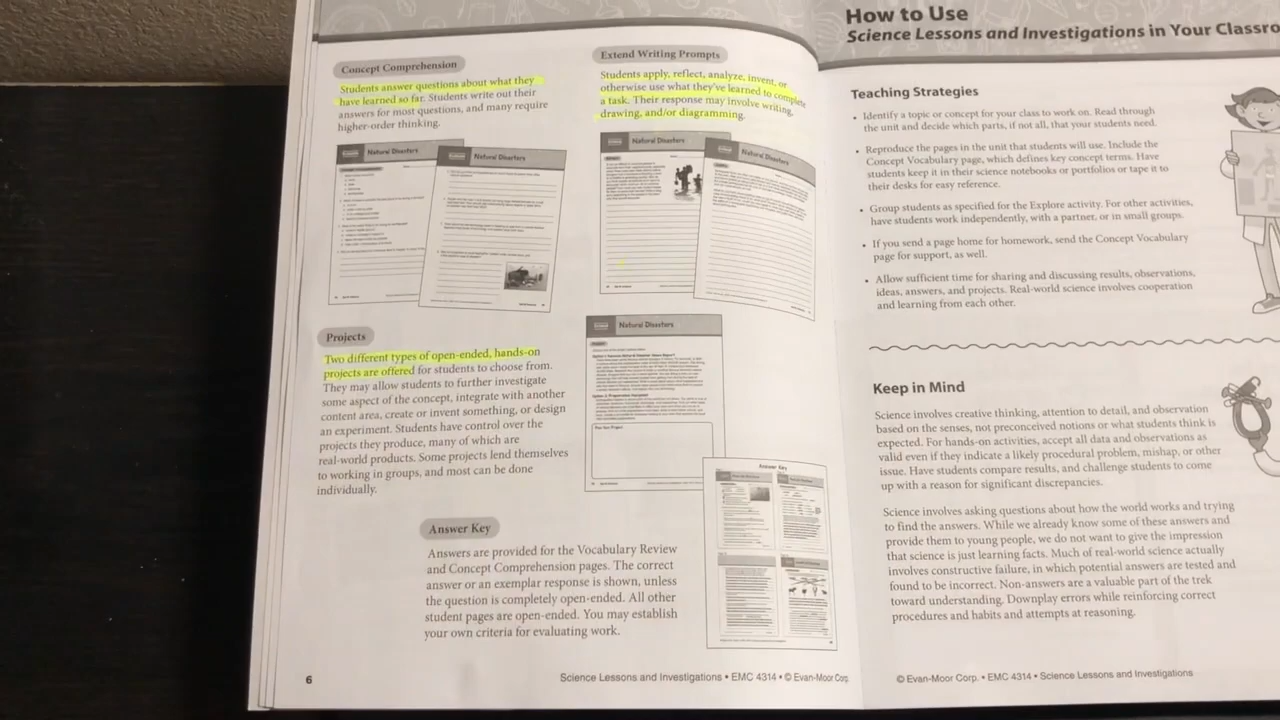 Concept Comprehension
Students answer questions about what they
have learned so far. Students write out their
answers for most questions, and many require
higher-order thinking.
Natural Disasters
Natural Disasters
Extend Writing Prompts
Students apply, reflect, analyze, invent, or
otherwise use what they've learned to complete
a task. Their response may involve writing,
drawing, and/or diagramming.
Natural Disasters
Natural Disasters
Projects
Two different types of open-ended, hands-on
projects are offered for students to choose from.
They may allow students to further investigate
some aspect of the concept, integrate with another
content area, create or invent something, or design
an experiment. Students have control over the
projects they produce, many of which are
real-world products. Some projects lend themselves
to working in groups, and most can be done
individually.
Natural Disasters
Answer Key
Answer Key
Answers are provided for the Vocabulary Review
and Concept Comprehension pages. The correct
answer or an exemplar response is shown, unless
the question is completely open-ended. All other
student pages are open-ended. You may establish
your own criteria for evaluating work.
6
Science Lessons and Investigations • EMC 4314 • © Evan-Moor Corp.
How to Use
Science Lessons and Investigations in Your Classro
Teaching Strategies
• Identify a topic or concept for your class to work on. Read through
the unit and decide which parts, if not all, that your students need.
• Reproduce the pages in the unit that students will use. Include the
Concept Vocabulary page, which defines key concept terms. Have
students keep it in their science notebooks or portfolios or tape it to
their desks for easy reference.
• Group students as specified for the Explore activity. For other activities,
have students work independently, with a partner, or in small groups.
• If you send a page home for homework, send the Concept Vocabulary
page for support, as well.
• Allow sufficient time for sharing and discussing results, observations,
ideas, answers, and projects. Real-world science involves cooperation
and learning from each other.
Keep in Mind
Science involves creative thinking, attention to detail, and observation
based on the senses, not preconceived notions or what students think is
expected. For hands-on activities, accept all data and observations as
valid even if they indicate a likely procedural problem, mishap, or other
issue. Have students compare results, and challenge students to come
up with a reason for significant discrepancies.
Science involves asking questions about how the world works and trying
to find the answers. While we already know some of these answers and
provide them to young people, we do not want to give the impression
that science is just learning facts. Much of real-world science actually
involves constructive failure, in which potential answers are tested and
found to be incorrect. Non-answers are a valuable part of the trek
toward understanding. Downplay errors while reinforcing correct
procedures and habits and attempts at reasoning.
© Evan-Moor Corp. • EMC 4314 • Science Lessons and Investigations